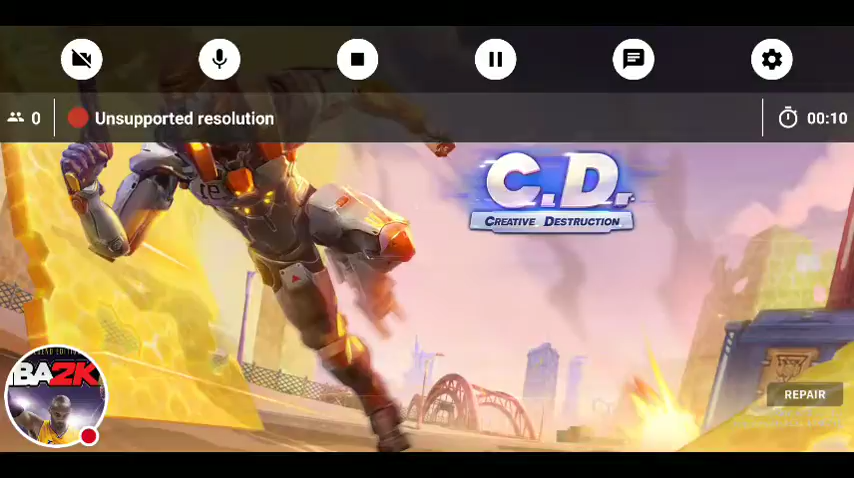 0
Unsupported resolution
00:10
C.D.
CREATIVE DESTRUCTION
BA2K
REPAIR